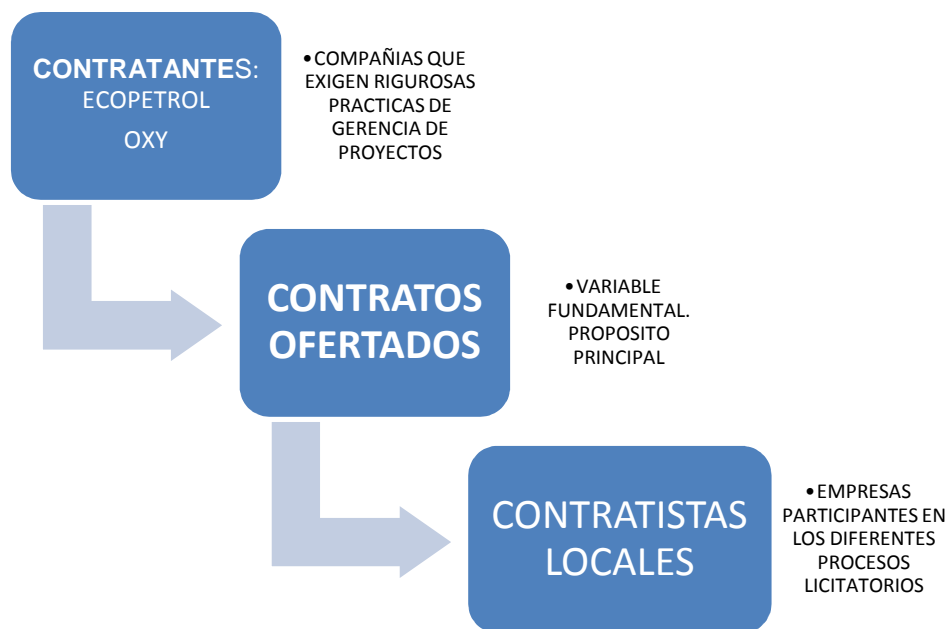 CONTRATANTES:
ECOPETROL
OXY
•COMPAÑIAS QUE
EXIGEN RIGUROSAS
PRACTICAS DE
GERENCIA DE
PROYECTOS
CONTRATOS
OFERTADOS
•VARIABLE
FUNDAMENTAL.
PROPOSITO
PRINCIPAL
CONTRATISTAS
LOCALES
•EMPRESAS
PARTICIPANTES EN
LOS DIFERENTES
PROCESOS
LICITATORIOS